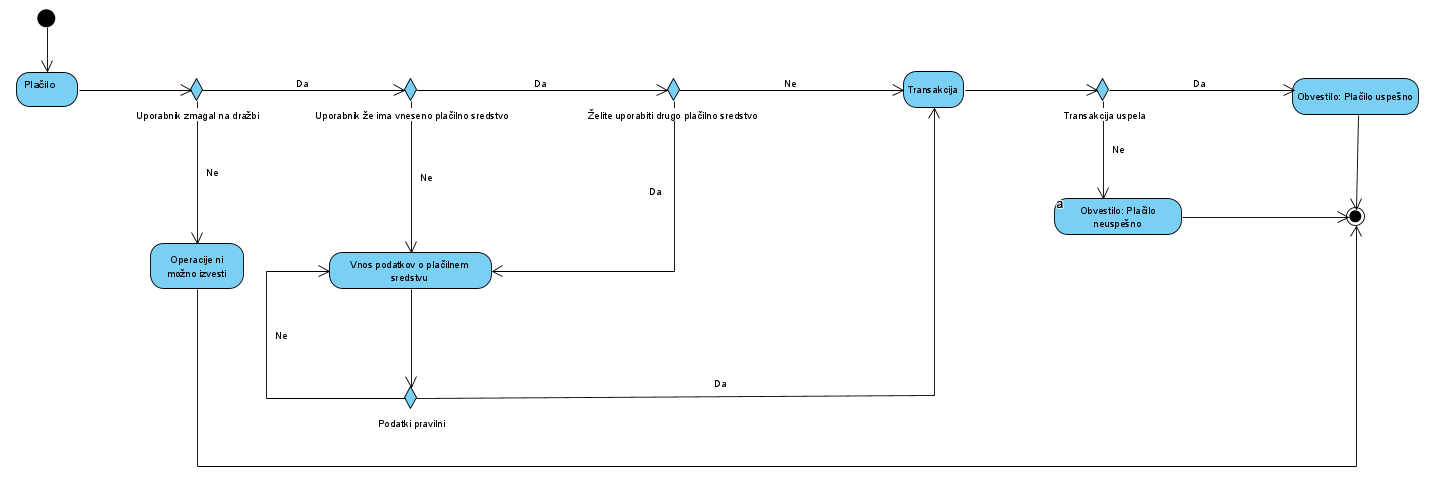 Plačilo
Da
Da
Ne
Transakcija
Da
Obvestilo: Plačilo uspešno
Uporabnik zmagal na dražbi
Uporabnik že ima vneseno plačilno sredstvo
Želite uporabiti drugo plačilno sredstvo
Transakcija uspela
Ne
Ne
Da
Ne
a
Obvestilo: Plačilo
neuspešno
Operacije ni
možno izvesti
Vnos podatkov o plačilnem
sredstvu
Ne
Da
Podatki pravilni